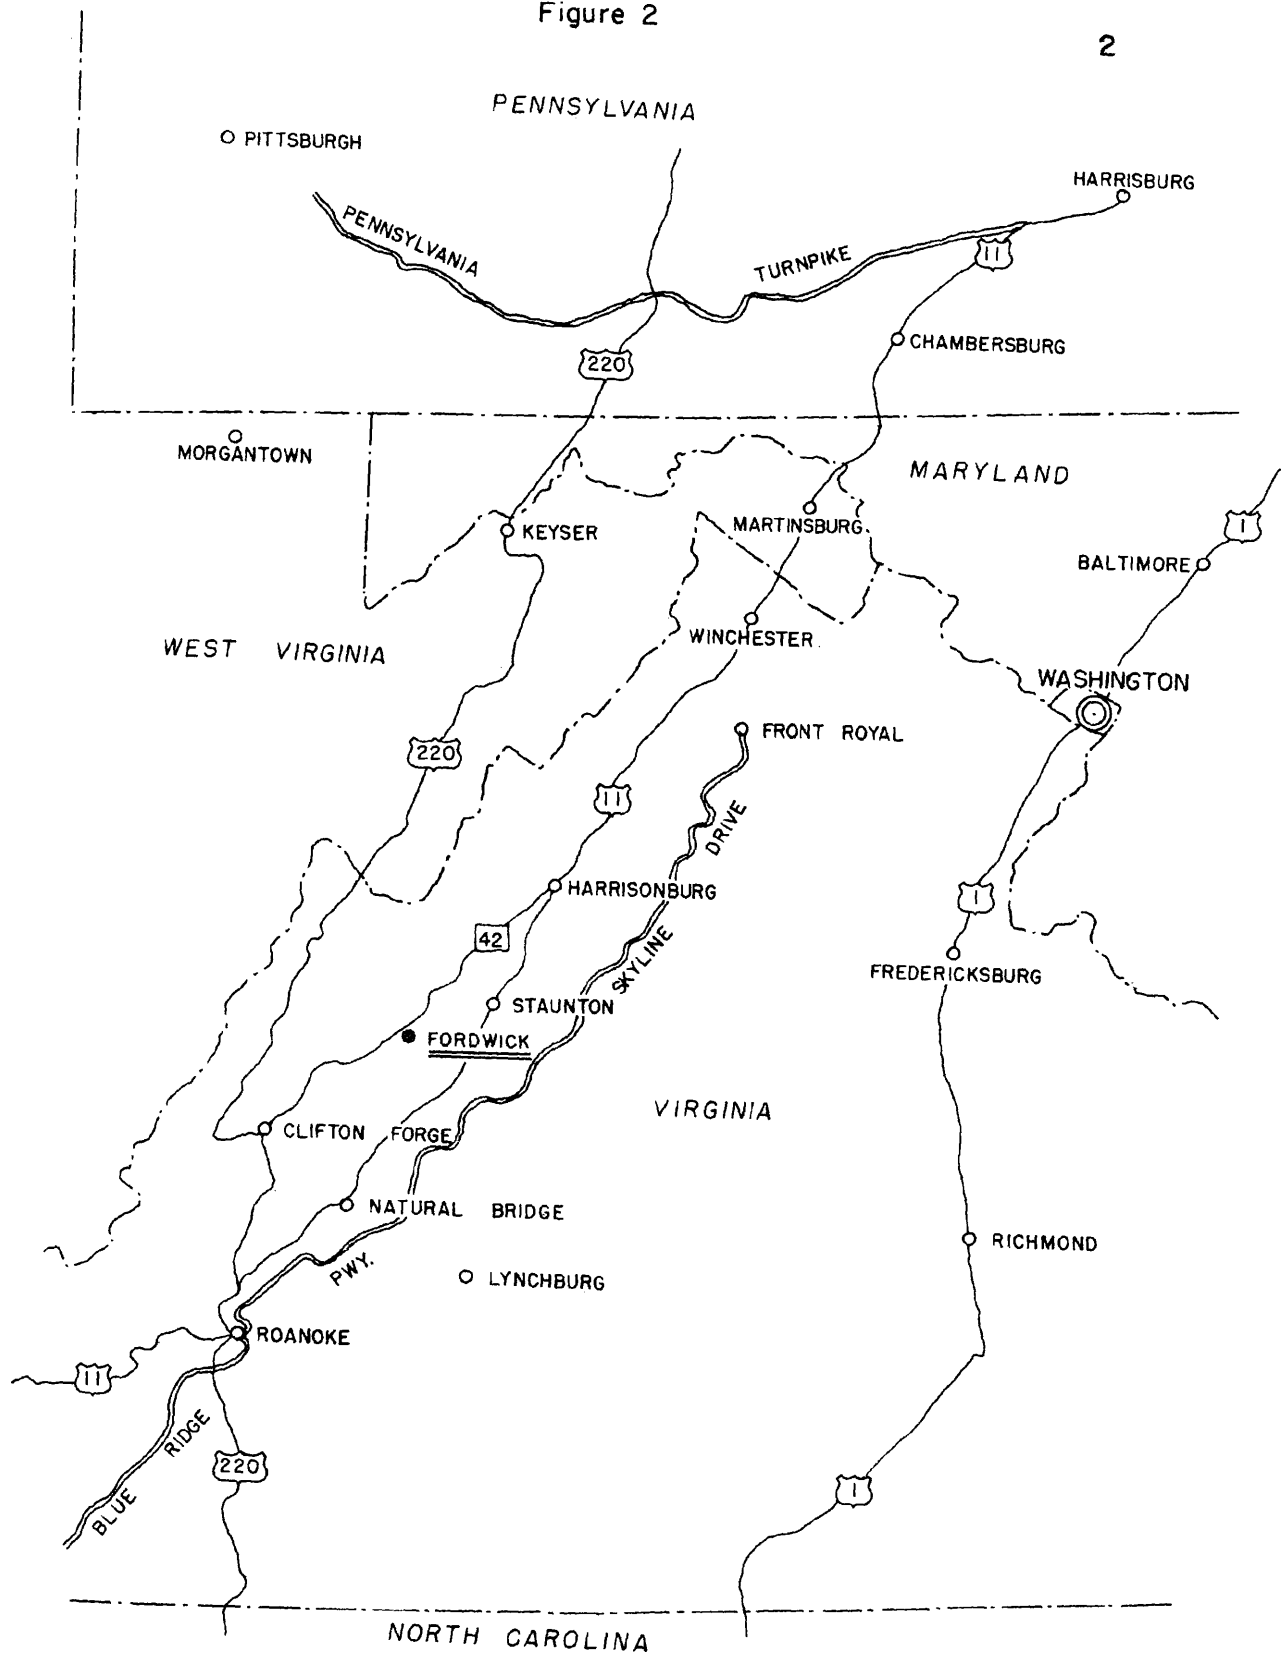 Figure 2
2
PENNSYLVANIA
PITTSBURGH
HARRISBURG
PENNSYLVANIA TURNPIKE
11
CHAMBERSBURG
220
MORGANTOWN
MARYLAND
KEYSER
MARTINSBURG
1
BALTIMORE
WEST VIRGINIA
WINCHESTER
WASHINGTON
FRONT ROYAL
220
11
DRIVE
HARRISONBURG
1
42
SKYLINE
FREDERICKSBURG
STAUNTON
FORDWICK
VIRGINIA
CLIFTON FORGE
NATURAL BRIDGE
RICHMOND
PWY.
LYNCHBURG
ROANOKE
11
RIDGE
220
1
BLUE
NORTH CAROLINA